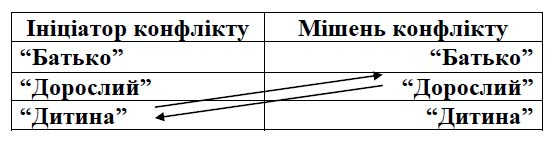 Ініціатор конфлікту Мішень конфлікту
“Батько” “Батько”
“Дорослий” “Дорослий”
“Дитина” “Дитина”